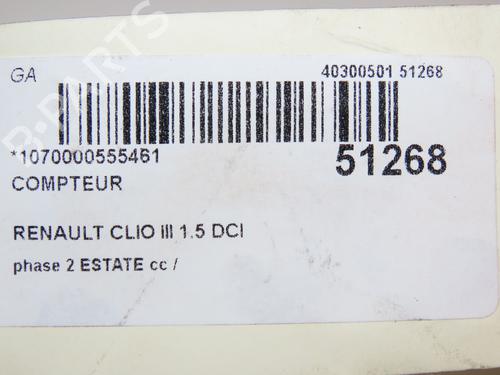 GA
40300501 51268
*1070000555461
51268
COMPTEUR
RENAULT CLIO III 1.5 DCI
phase 2 ESTATE cc /
B-PARTS